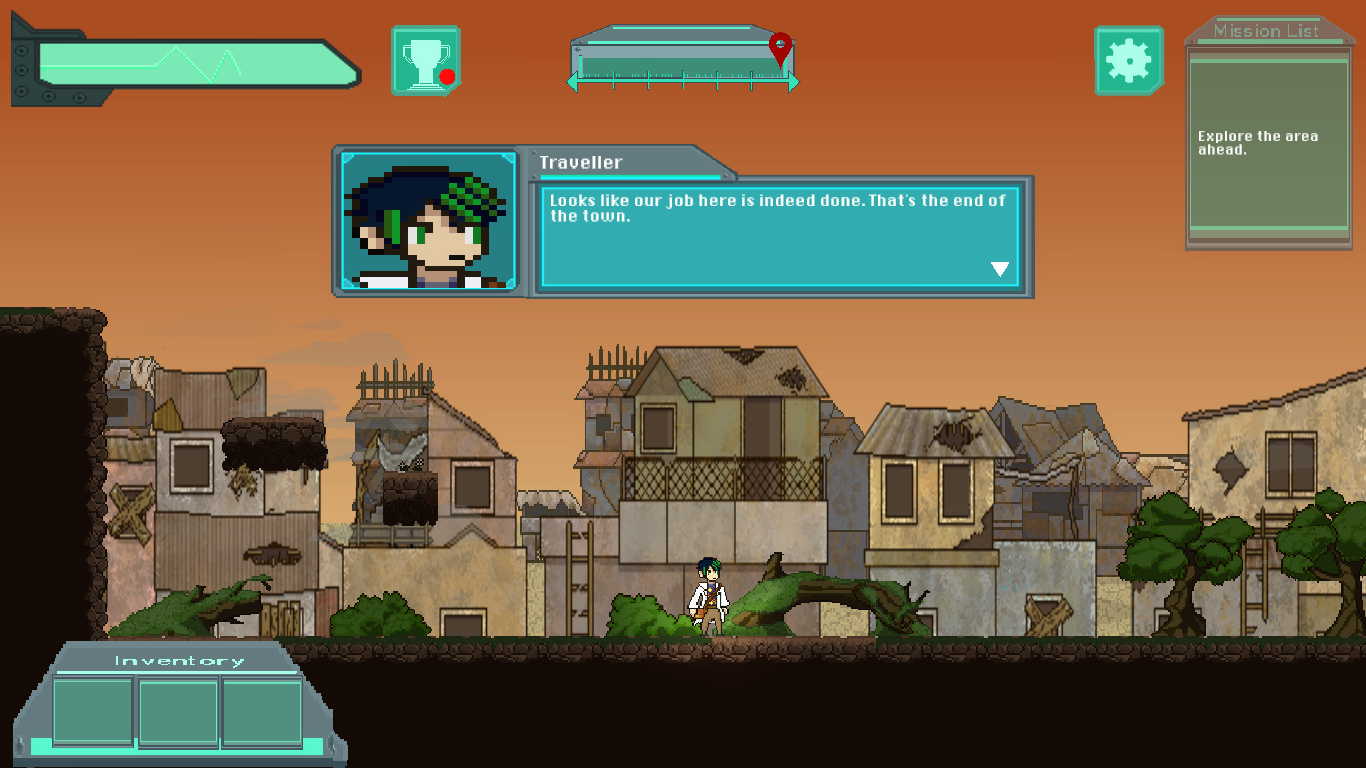 Mission List
Explore the area
ahead.
Traveller
Looks like our job here is indeed done. That's the end of
the town.
Inventory